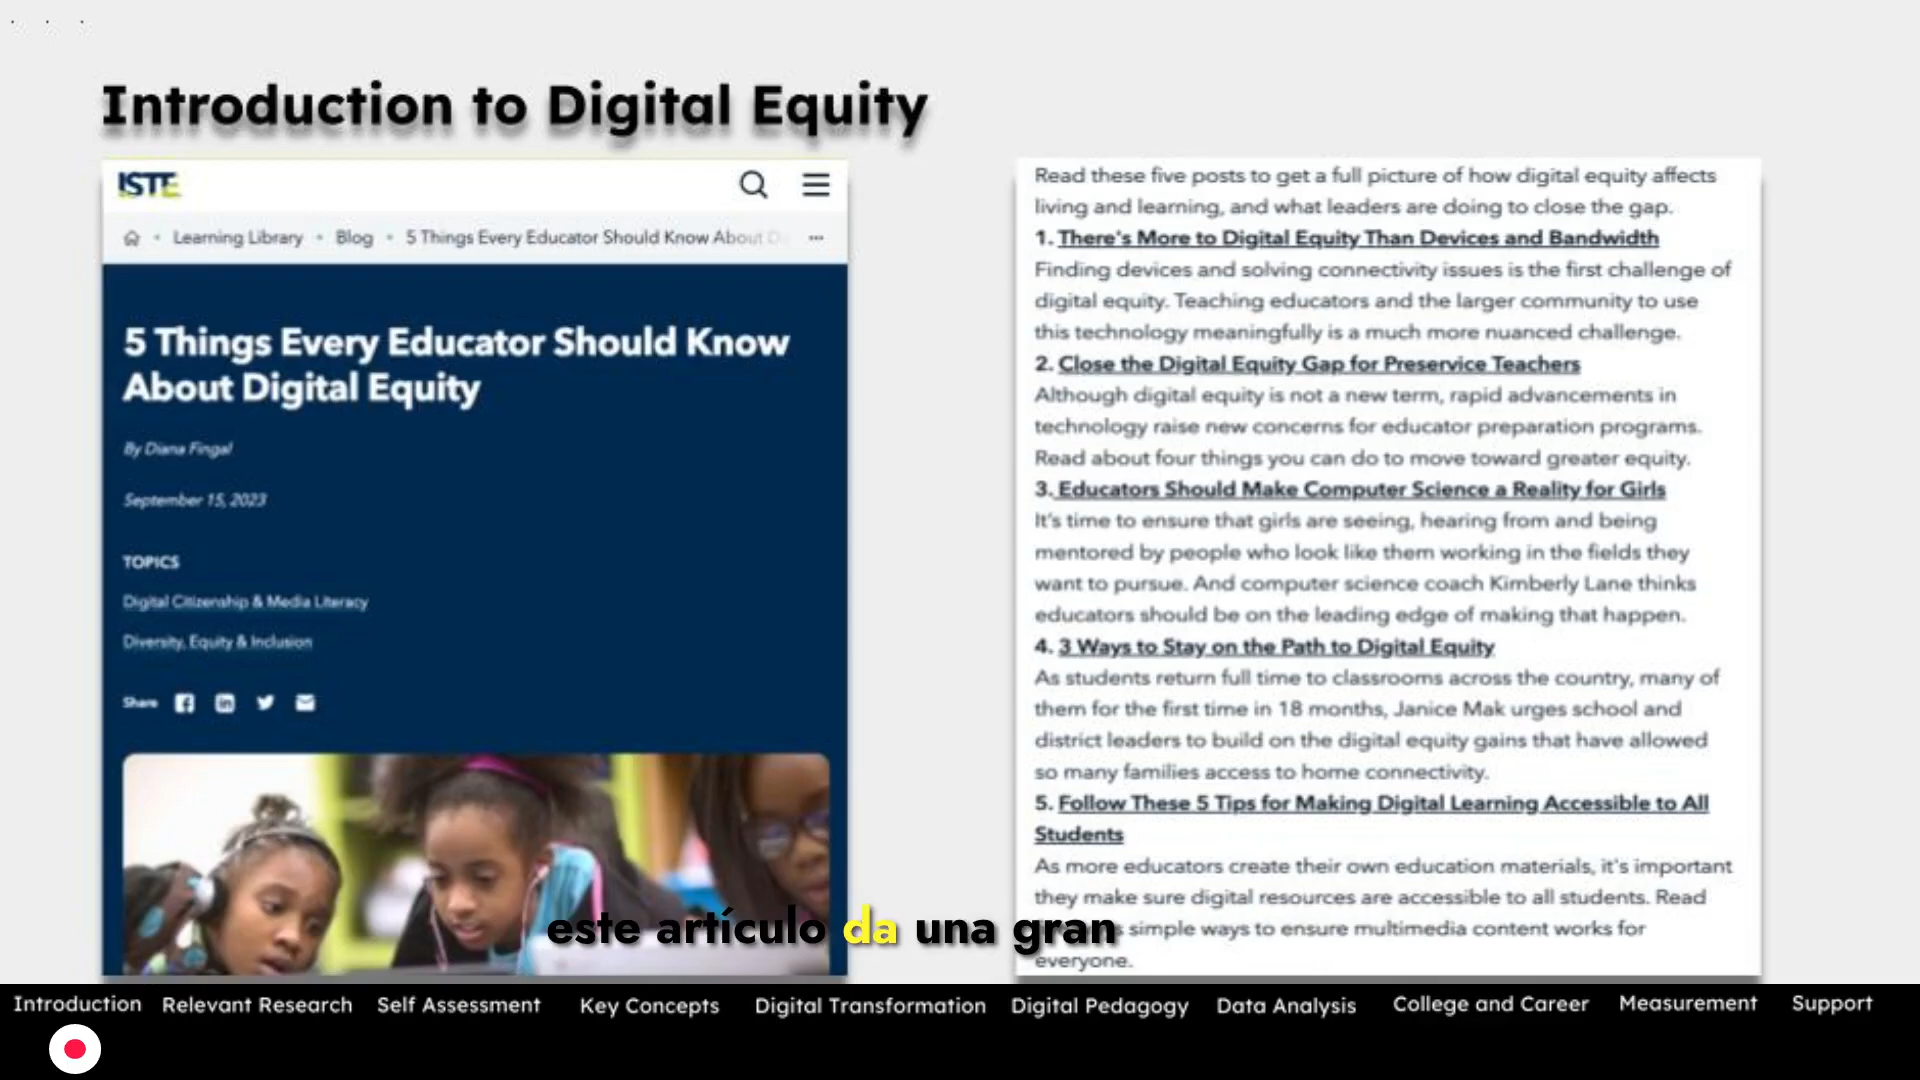 Introduction to Digital Equity
ISTE
Learning Library • Blog • 5 Things Every Educator Should Know About
5 Things Every Educator Should Know
About Digital Equity
By Diana Fingal
September 15, 2023
TOPICS
Digital Citizenship & Media Literacy
Diversity, Equity & Inclusion
Share
Read these five posts to get a full picture of how digital equity affects
living and learning, and what leaders are doing to close the gap.
1. There's More to Digital Equity Than Devices and Bandwidth
Finding devices and solving connectivity issues is the first challenge of
digital equity. Teaching educators and the larger community to use
this technology meaningfully is a much more nuanced challenge.
2. Close the Digital Equity Gap for Preservice Teachers
Although digital equity is not a new term, rapid advancements in
technology raise new concerns for educator preparation programs.
Read about four things you can do to move toward greater equity.
3. Educators Should Make Computer Science a Reality for Girls
It's time to ensure that girls are seeing, hearing from and being
mentored by people who look like them working in the fields they
want to pursue. And computer science coach Kimberly Lane thinks
educators should be on the leading edge of making that happen.
4. 3 Ways to Stay on the Path to Digital Equity
As students return full time to classrooms across the country, many of
them for the first time in 18 months, Janice Mak urges school and
district leaders to build on the digital equity gains that have allowed
so many families access to home connectivity.
5. Follow These 5 Tips for Making Digital Learning Accessible to All
Students
As more educators create their own education materials, it's important
they make sure digital resources are accessible to all students. Read
simple ways to ensure multimedia content works for
everyone.
este artículo da una gran
Introduction Relevant Research Self Assessment Key Concepts Digital Transformation Digital Pedagogy Data Analysis College and Career Measurement Support